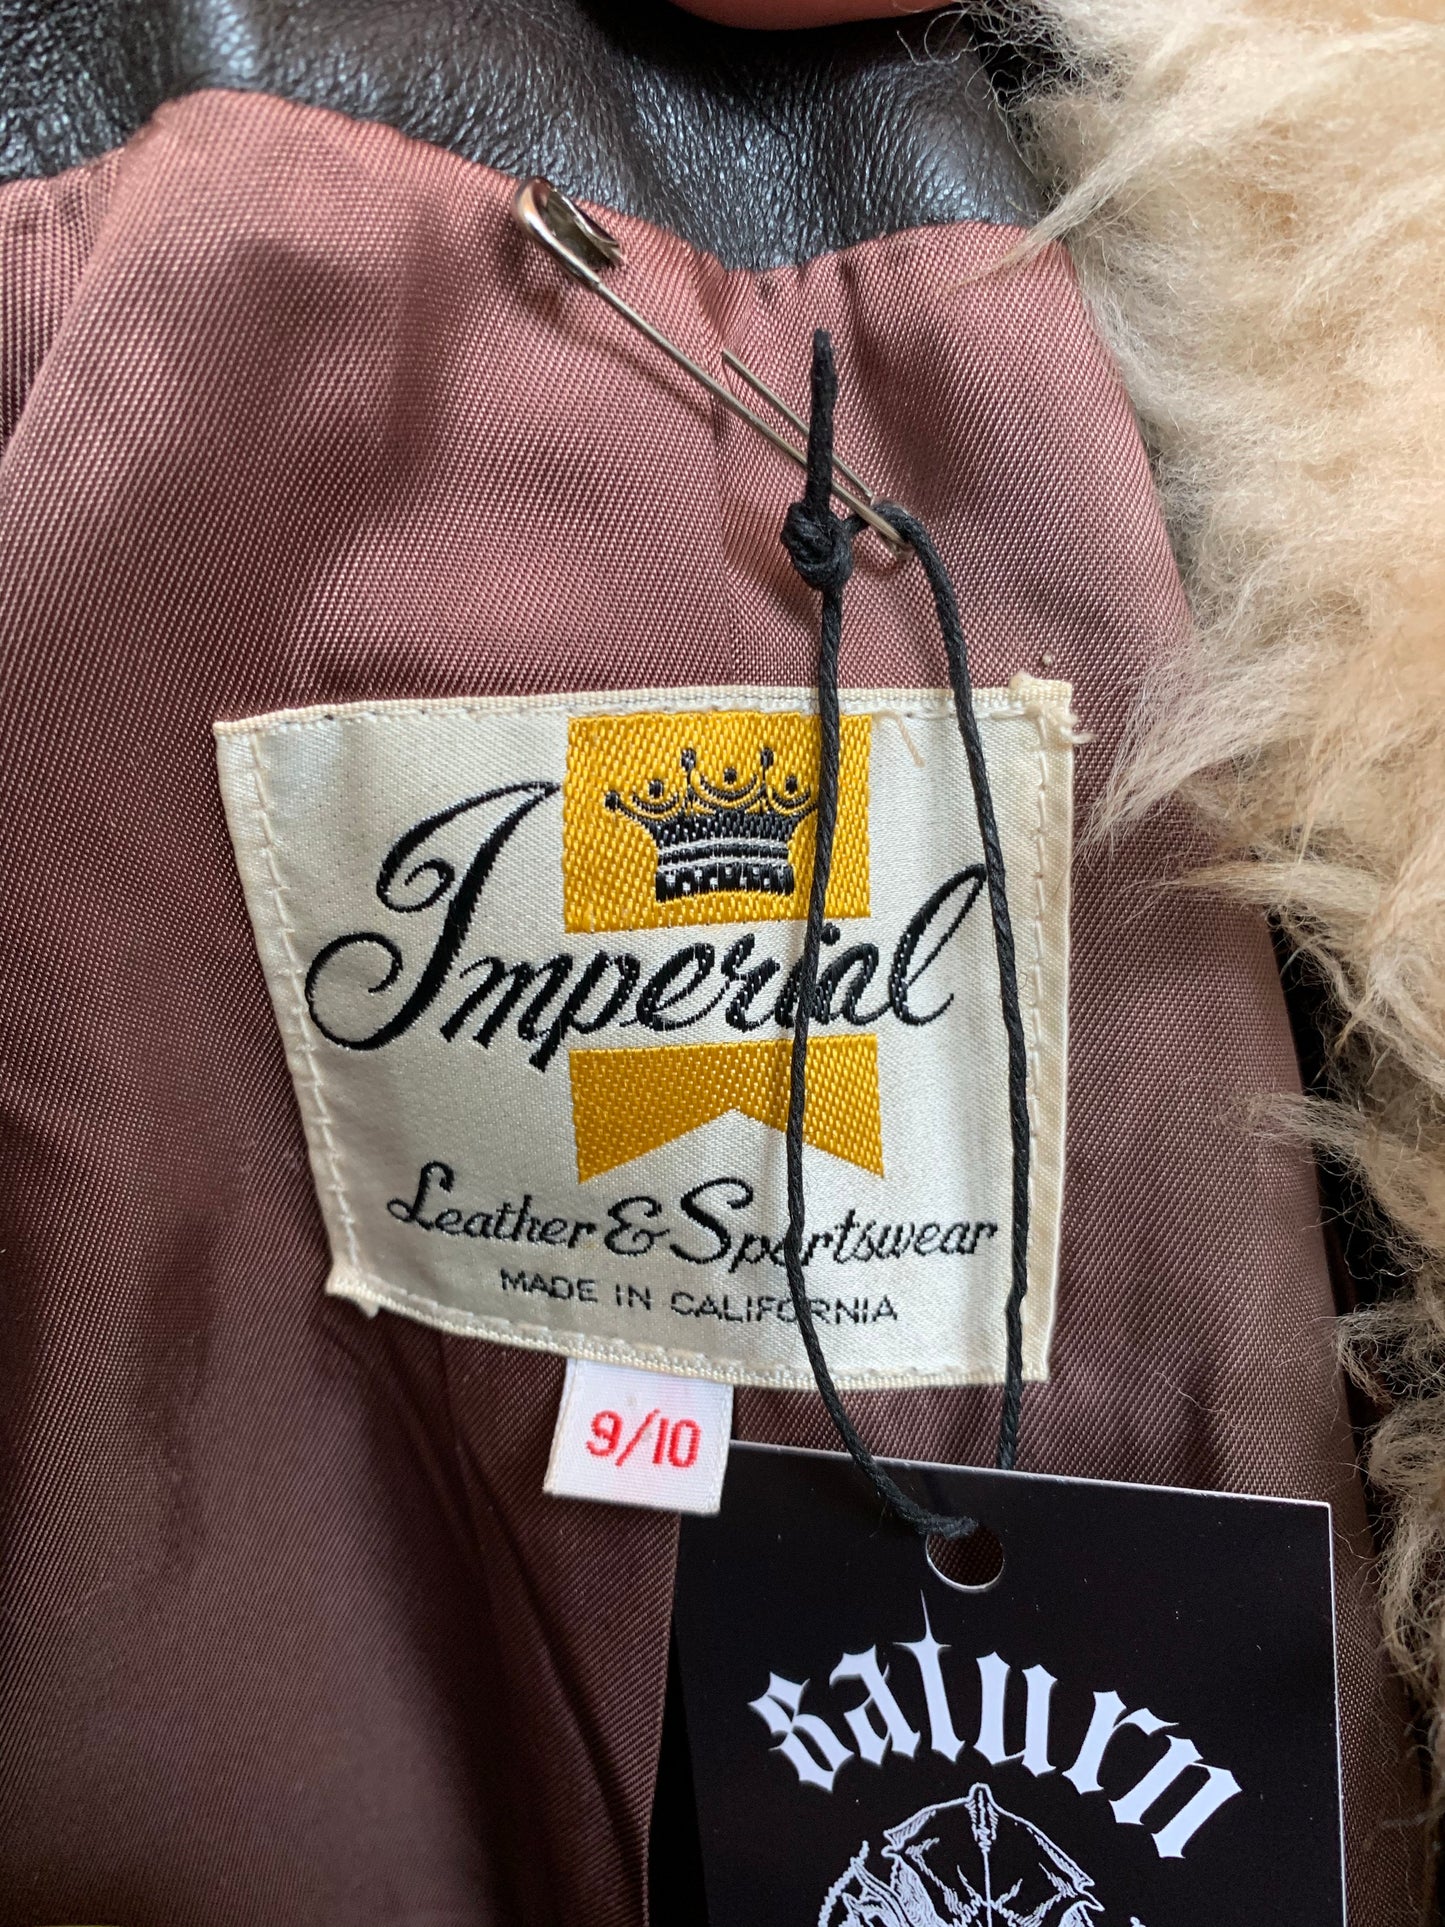 Imperial
Leather & Sportswear
MADE IN CALIFORNIA
9/10
Saturn